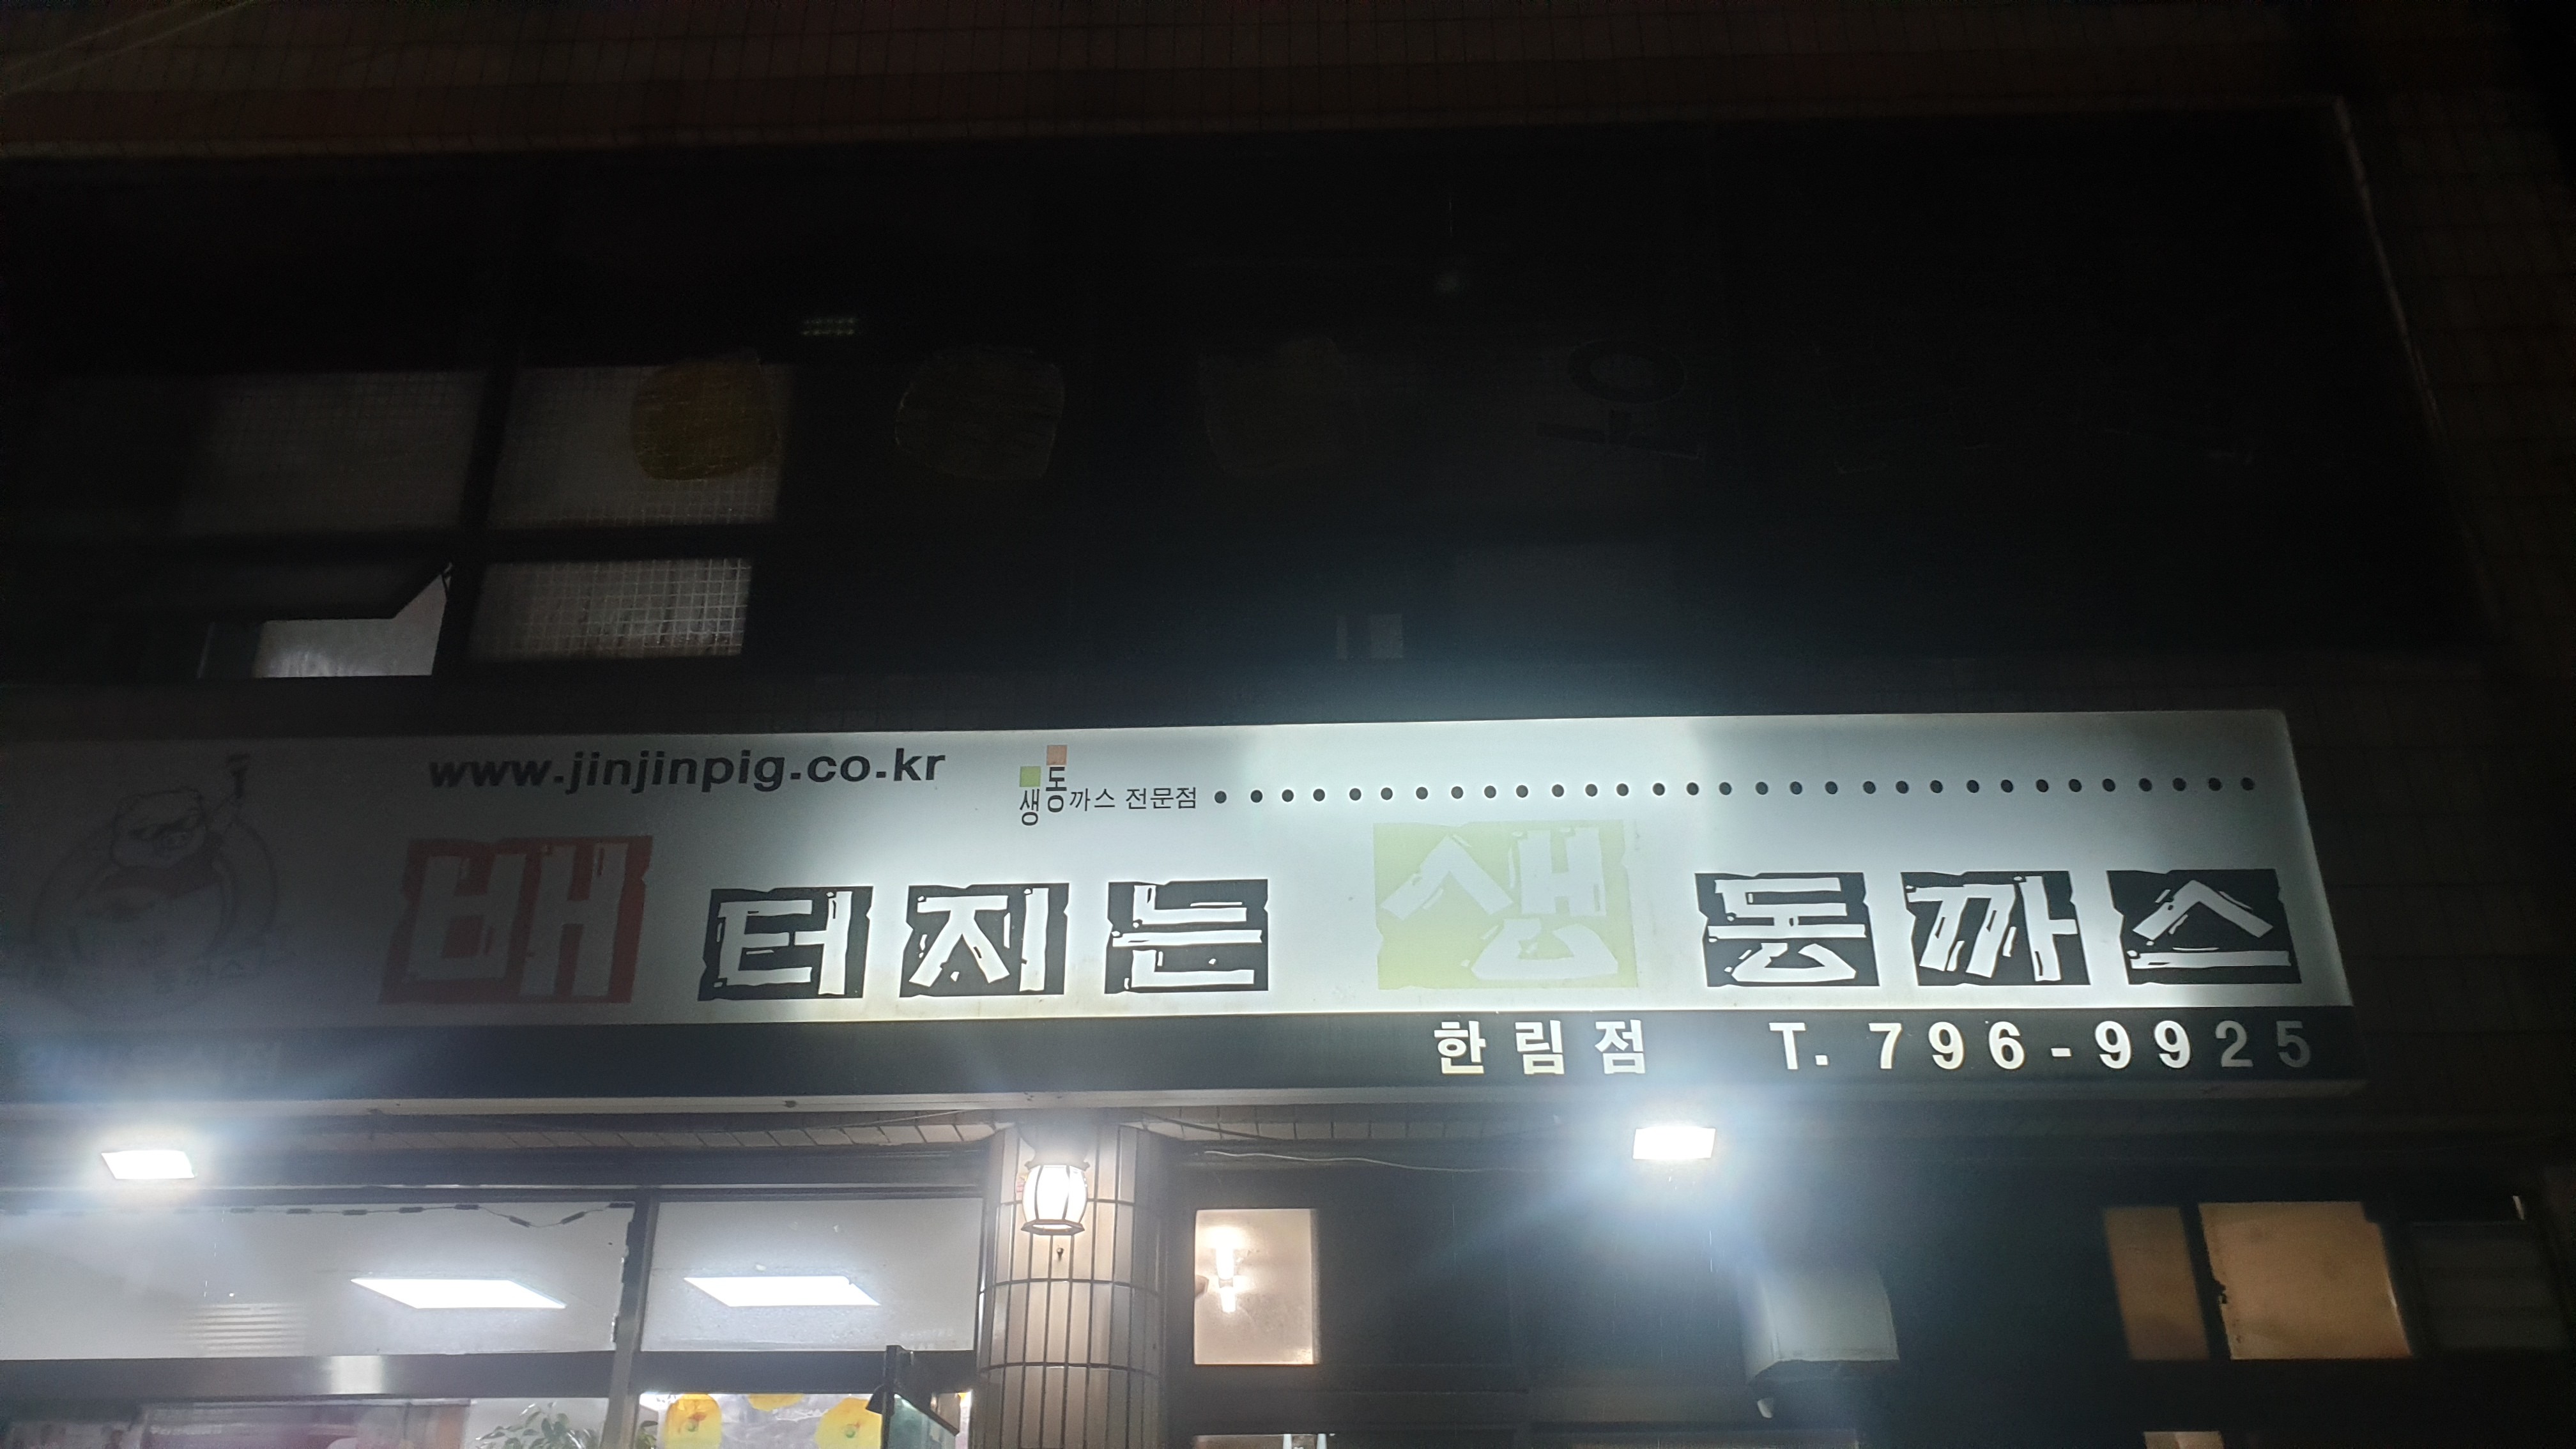 www.jinjinpig.co.kr
생동까스 전문점
배터지는 생동까스
한림점 T. 796-9925